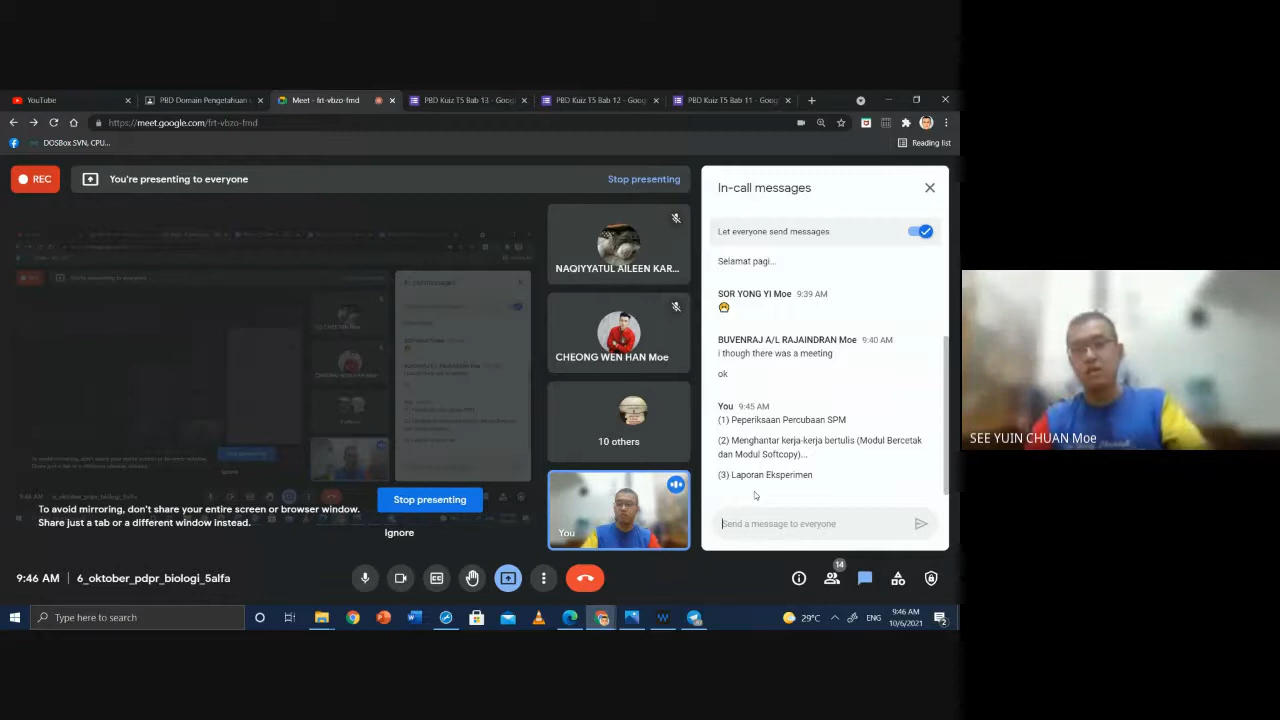 YouTube
PBD Domain Pengetahuan
Meet - frt-vbzo-fmd
PBD Kuiz T5 Bab 13 - Goog
PBD Kuiz T5 Bab 12 - Goog
PBD Kuiz T5 Bab 11 - Goog
https://meet.google.com/frt-vbzo-fmd
DOSBox SVN, CPU...
Reading list
REC
You're presenting to everyone
Stop presenting
In-call messages
Let everyone send messages
Selamat pagi...
SOR YONG YI Moe 9:39 AM
BUVENRAJ A/L RAJAINDRAN Moe 9:40 AM
i though there was a meeting
ok
You 9:45 AM
(1) Peperiksaan Percubaan SPM
(2) Menghantar kerja-kerja bertulis (Modul Bercetak
dan Modul Softcopy)...
(3) Laporan Eksperimen
Send a message to everyone
NAQIYYATUL AILEEN KAR...
CHEONG WEN HAN Moe
10 others
You
To avoid mirroring, don't share your entire screen or browser window.
Share just a tab or a different window instead.
Stop presenting
Ignore
SEE YUIN CHUAN Moe
9:46 AM | 6_oktober_pdpr_biologi_5alfa
14
Type here to search
29°C
ENG
9:46 AM
10/6/2021
2